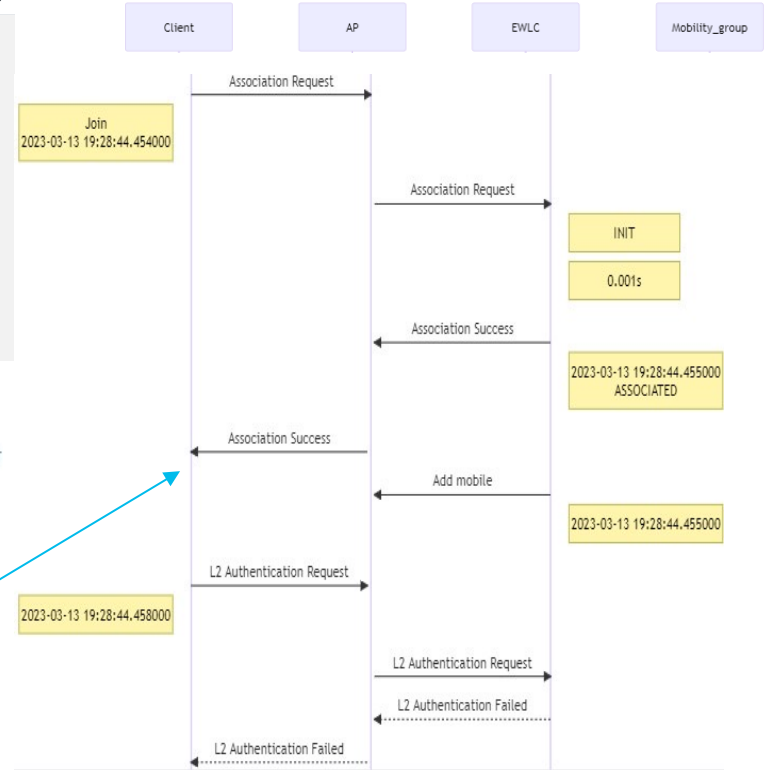 Client
AP
EWLC
Mobility_group
Association Request
Join
2023-03-13 19:28:44.454000
Association Request
INIT
0.001s
Association Success
2023-03-13 19:28:44.455000
ASSOCIATED
Association Success
Add mobile
2023-03-13 19:28:44.455000
L2 Authentication Request
2023-03-13 19:28:44.458000
L2 Authentication Request
L2 Authentication Failed
L2 Authentication Failed